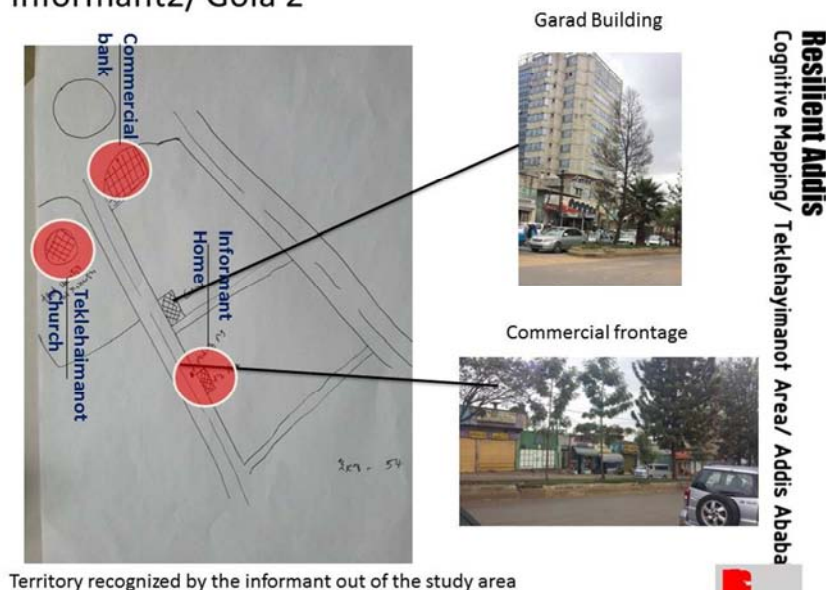 Informant2/ Gola 2
Garad Building
Commercial
bank
Informant
Home
Teklehaimanot
Church
Commercial frontage
Resilient Addis
Cognitive Mapping/ Teklehayimanot Area/ Addis Ababa
Territory recognized by the informant out of the study area